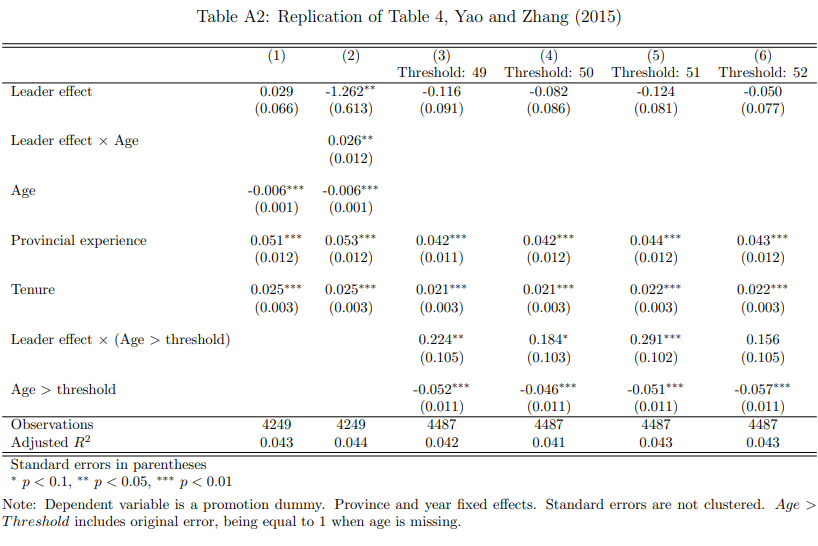 Table A2: Replication of Table 4, Yao and Zhang (2015)
(1) (2) (3) (4) (5) (6)
Threshold: 49 Threshold: 50 Threshold: 51 Threshold: 52
Leader effect 0.029 -1.262** -0.116 -0.082 -0.124 -0.050
(0.066) (0.613) (0.091) (0.086) (0.081) (0.077)
Leader effect × Age 0.026**
(0.012)
Age -0.006*** -0.006***
(0.001) (0.001)
Provincial experience 0.051*** 0.053*** 0.042*** 0.042*** 0.044*** 0.043***
(0.012) (0.012) (0.011) (0.012) (0.012) (0.012)
Tenure 0.025*** 0.025*** 0.021*** 0.021*** 0.022*** 0.022***
(0.003) (0.003) (0.003) (0.003) (0.003) (0.003)
Leader effect × (Age > threshold) 0.224** 0.184* 0.291*** 0.156
(0.105) (0.103) (0.102) (0.105)
Age > threshold -0.052*** -0.046*** -0.051*** -0.057***
(0.011) (0.011) (0.011) (0.011)
Observations 4249 4249 4487 4487 4487 4487
Adjusted R² 0.043 0.044 0.042 0.041 0.043 0.043
Standard errors in parentheses
* p < 0.1, ** p < 0.05, *** p < 0.01
Note: Dependent variable is a promotion dummy. Province and year fixed effects. Standard errors are not clustered. Age >
Threshold includes original error, being equal to 1 when age is missing.